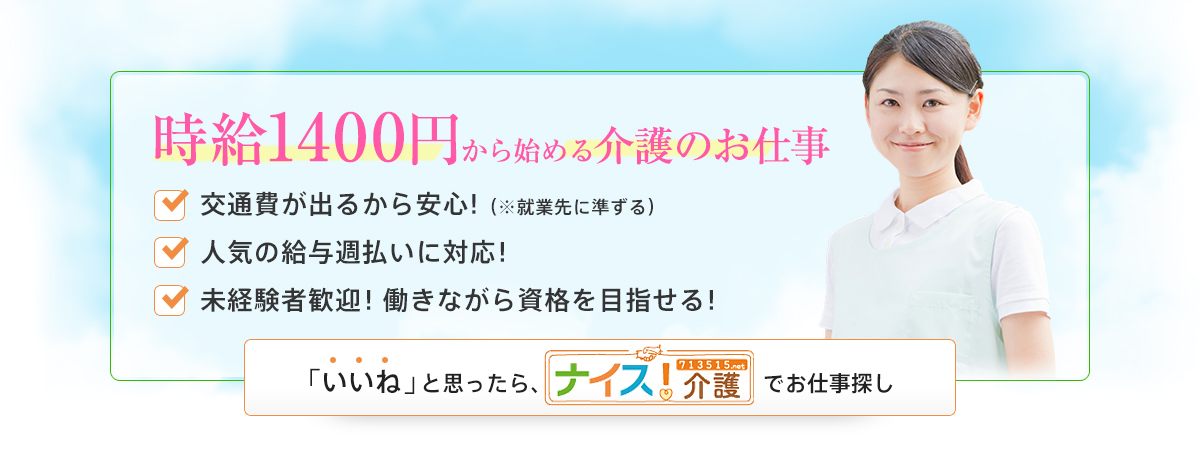 時給1400円から始める介護のお仕事
交通費が出るから安心!(※就業先に準ずる)
人気の給与週払いに対応!
未経験者歓迎!働きながら資格を目指せる!
「いいね」と思ったら、ナイス!713515.net介護でお仕事探し